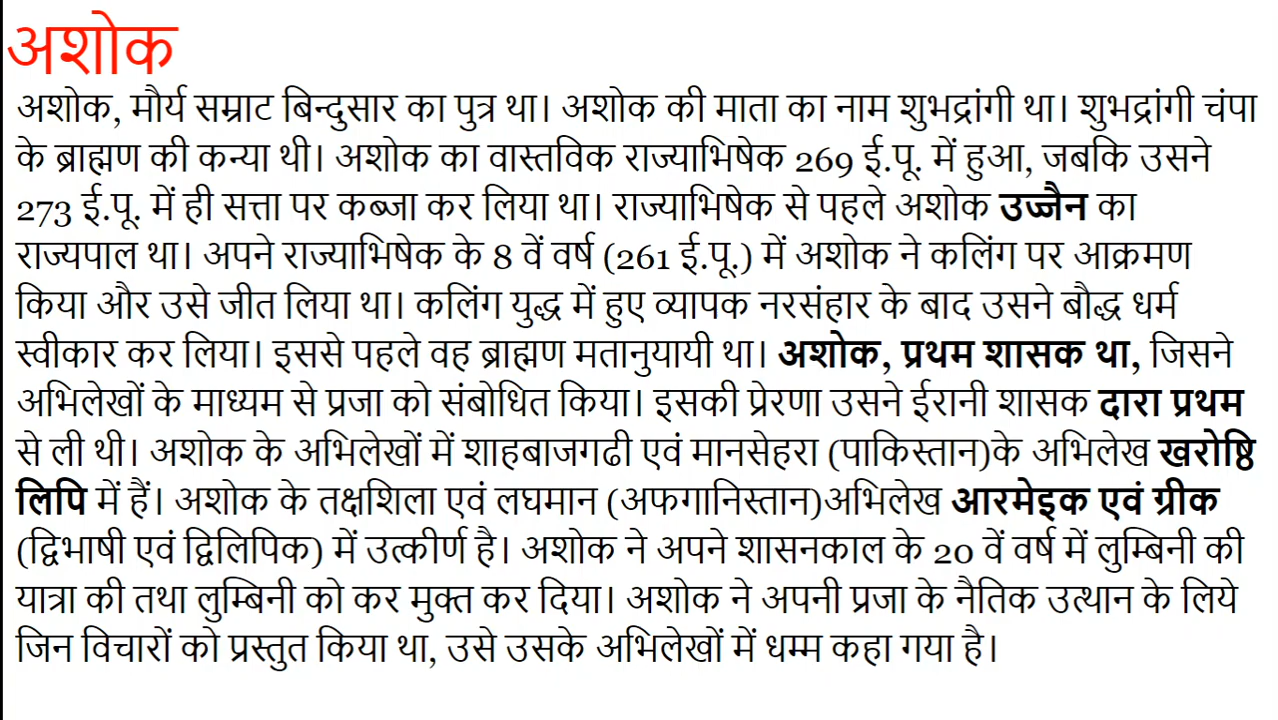 अशोक
अशोक, मौर्य सम्राट बिन्दुसार का पुत्र था। अशोक की माता का नाम शुभद्रांगी था। शुभद्रांगी चंपा
के ब्राह्मण की कन्या थी। अशोक का वास्तविक राज्याभिषेक 269 ई.पू. में हुआ, जबकि उसने
273 ई.पू. में ही सत्ता पर कब्जा कर लिया था। राज्याभिषेक से पहले अशोक उज्जैन का
राज्यपाल था। अपने राज्याभिषेक के 8 वें वर्ष (261 ई.पू.) में अशोक ने कलिंग पर आक्रमण
किया और उसे जीत लिया था। कलिंग युद्ध में हुए व्यापक नरसंहार के बाद उसने बौद्ध धर्म
स्वीकार कर लिया। इससे पहले वह ब्राह्मण मतानुयायी था। अशोक, प्रथम शासक था, जिसने
अभिलेखों के माध्यम से प्रजा को संबोधित किया। इसकी प्रेरणा उसने ईरानी शासक दारा प्रथम
से ली थी। अशोक के अभिलेखों में शाहबाजगढी एवं मानसेहरा (पाकिस्तान)के अभिलेख खरोष्ठि
लिपि में हैं। अशोक के तक्षशिला एवं लघमान (अफगानिस्तान)अभिलेख आरमेइक एवं ग्रीक
(द्विभाषी एवं द्विलिपिक) में उत्कीर्ण है। अशोक ने अपने शासनकाल के 20 वें वर्ष में लुम्बिनी की
यात्रा की तथा लुम्बिनी को कर मुक्त कर दिया। अशोक ने अपनी प्रजा के नैतिक उत्थान के लिये
जिन विचारों को प्रस्तुत किया था, उसे उसके अभिलेखों में धम्म कहा गया है।